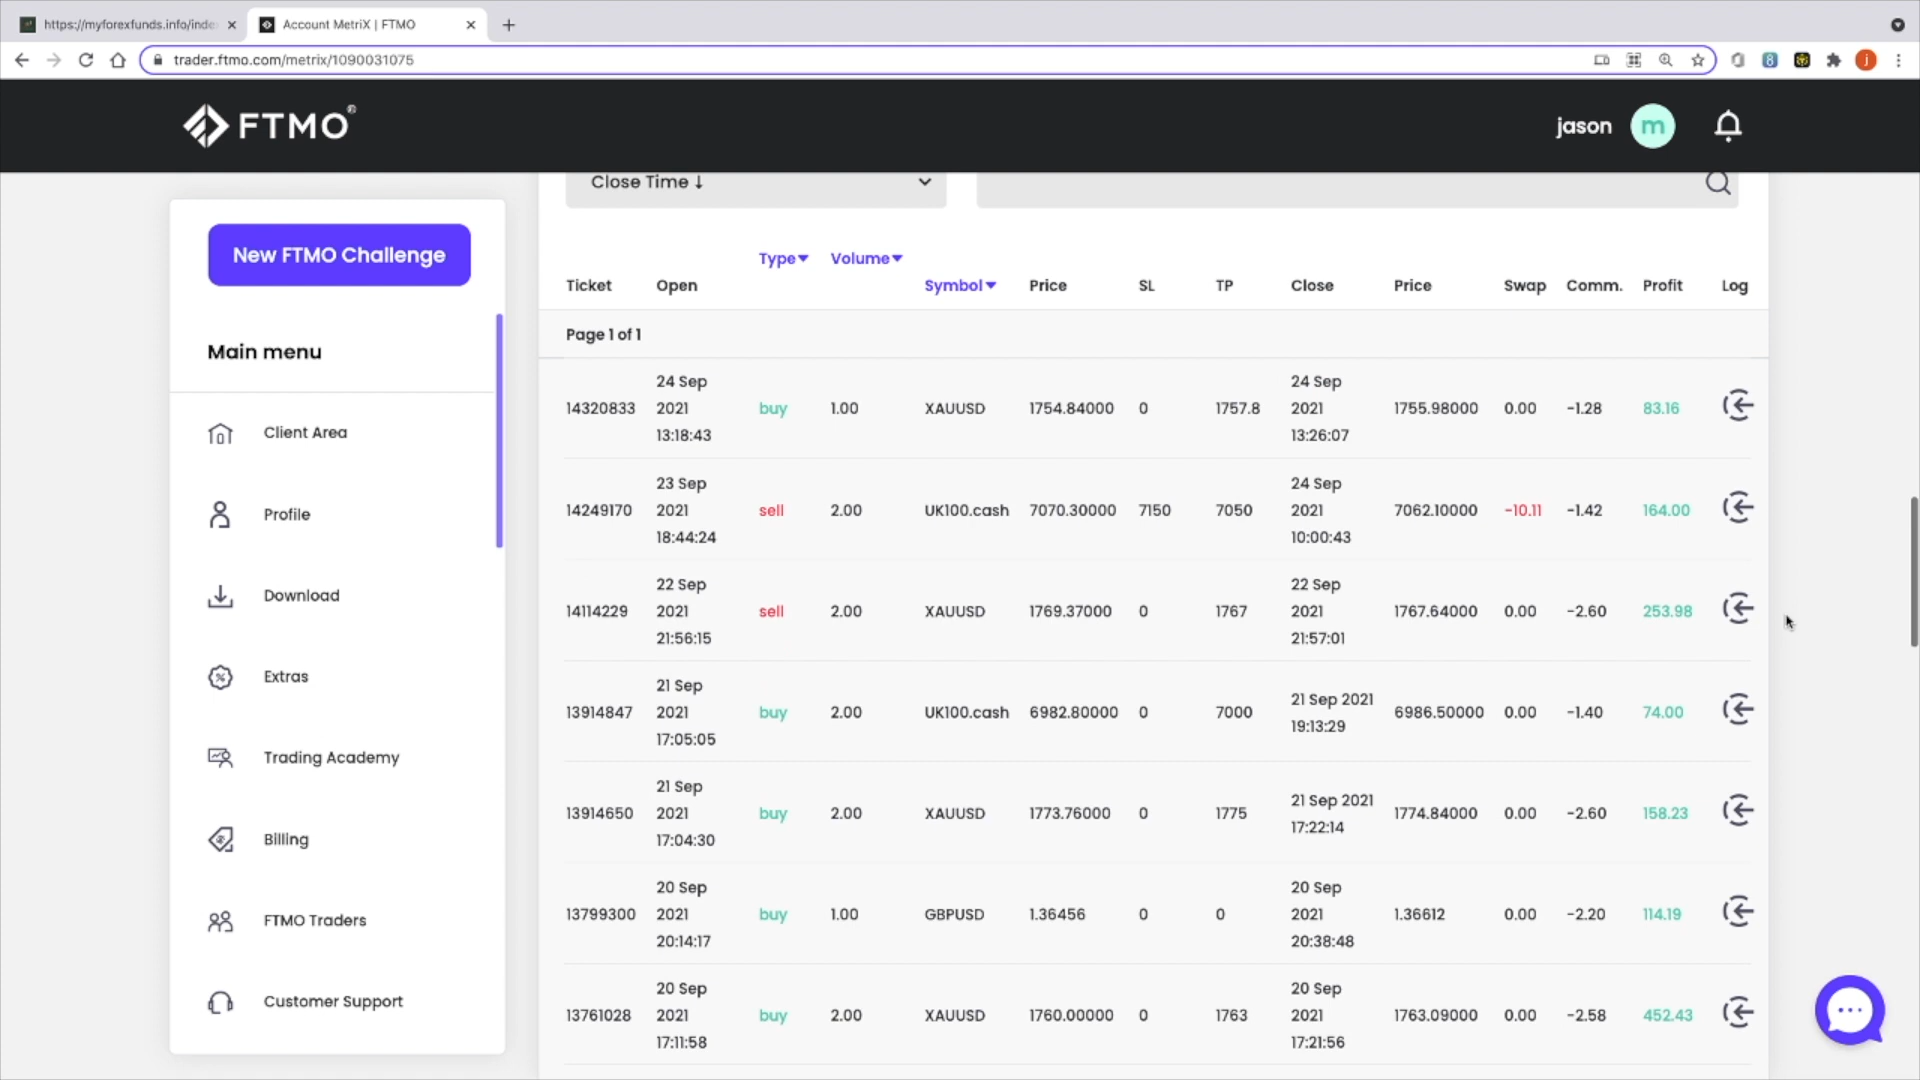 https://myforexfunds.info/inde
Account MetriX | FTMO
trader.ftmo.com/metrix/1090031075
FTMO®
jason
m
Close Time ↓
New FTMO Challenge
Main menu
Client Area
Profile
Download
Extras
Trading Academy
Billing
FTMO Traders
Customer Support
Ticket Open Type Volume Symbol Price SL TP Close Price Swap Comm. Profit Log
Page 1 of 1
24 Sep 24 Sep
14320833 2021 buy 1.00 XAUUSD 1754.84000 0 1757.8 2021 1755.98000 0.00 -1.28 83.16
13:18:43 13:26:07
23 Sep 24 Sep
14249170 2021 sell 2.00 UK100.cash 7070.30000 7150 7050 2021 7062.10000 -10.11 -1.42 164.00
18:44:24 10:00:43
22 Sep 22 Sep
14114229 2021 sell 2.00 XAUUSD 1769.37000 0 1767 2021 1767.64000 0.00 -2.60 253.98
21:56:15 21:57:01
21 Sep 21 Sep 2021
13914847 2021 buy 2.00 UK100.cash 6982.80000 0 7000 6986.50000 0.00 -1.40 74.00
17:05:05 19:13:29
21 Sep 21 Sep 2021
13914650 2021 buy 2.00 XAUUSD 1773.76000 0 1775 1774.84000 0.00 -2.60 158.23
17:04:30 17:22:14
20 Sep 20 Sep
13799300 2021 buy 1.00 GBPUSD 1.36456 0 0 2021 1.36612 0.00 -2.20 114.19
20:14:17 20:38:48
20 Sep 20 Sep
13761028 2021 buy 2.00 XAUUSD 1760.00000 0 1763 2021 1763.09000 0.00 -2.58 452.43
17:11:58 17:21:56